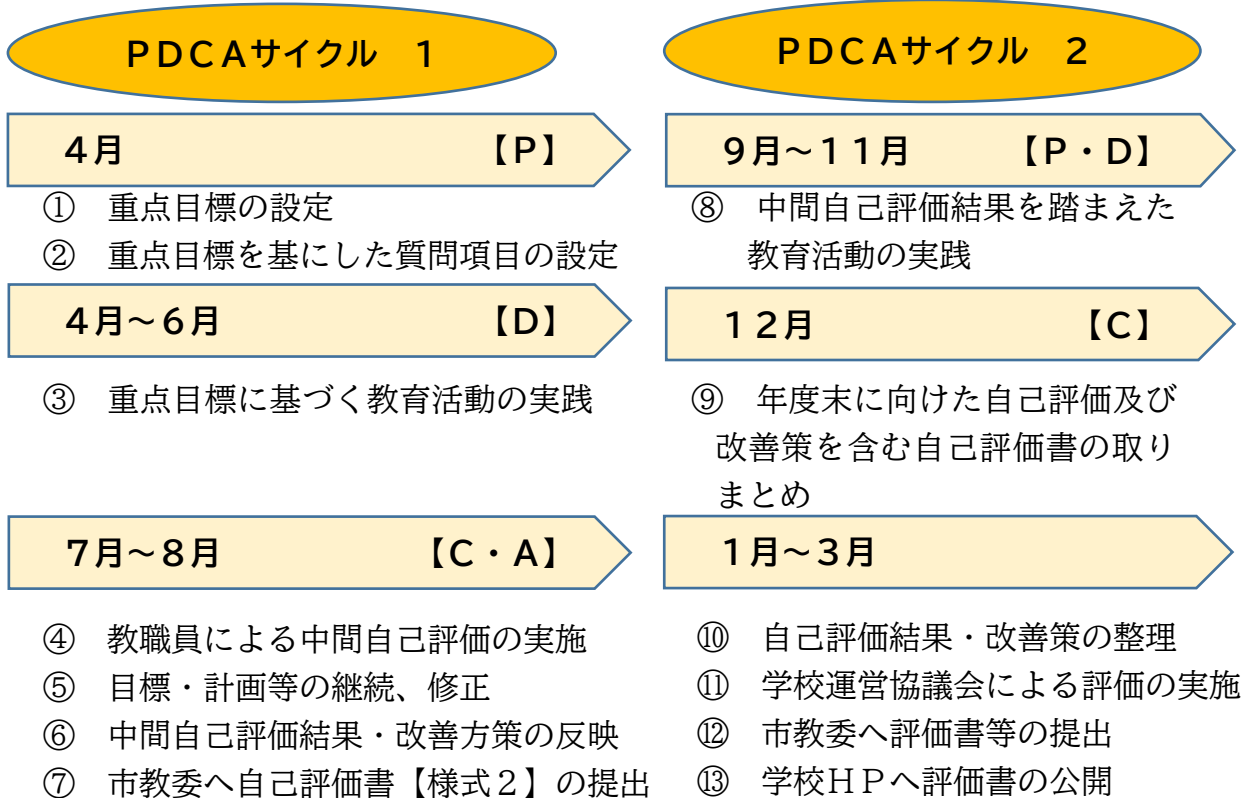 ＰＤＣＡサイクル　１
４月　【Ｐ】
①　重点目標の設定
②　重点目標を基にした質問項目の設定
４月～６月　【Ｄ】
③　重点目標に基づく教育活動の実践
７月～８月　【Ｃ・Ａ】
④　教職員による中間自己評価の実施
⑤　目標・計画等の継続、修正
⑥　中間自己評価結果・改善方策の反映
⑦　市教委へ自己評価書【様式２】の提出
ＰＤＣＡサイクル　２
９月～１１月　【Ｐ・Ｄ】
⑧　中間自己評価結果を踏まえた
教育活動の実践
１２月　【Ｃ】
⑨　年度末に向けた自己評価及び
改善策を含む自己評価書の取り
まとめ
１月～３月
⑩　自己評価結果・改善策の整理
⑪　学校運営協議会による評価の実施
⑫　市教委へ評価書等の提出
⑬　学校ＨＰへ評価書の公開